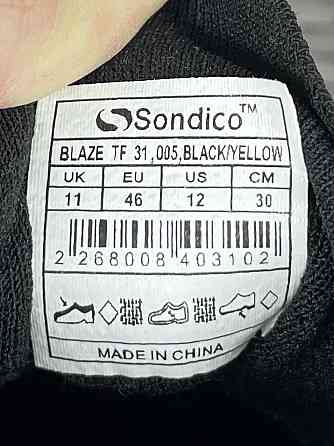 Sondico™
BLAZE TF 31,005,BLACK/YELLOW
UK EU US CM
11 46 12 30
2 268008 403102
MADE IN CHINA